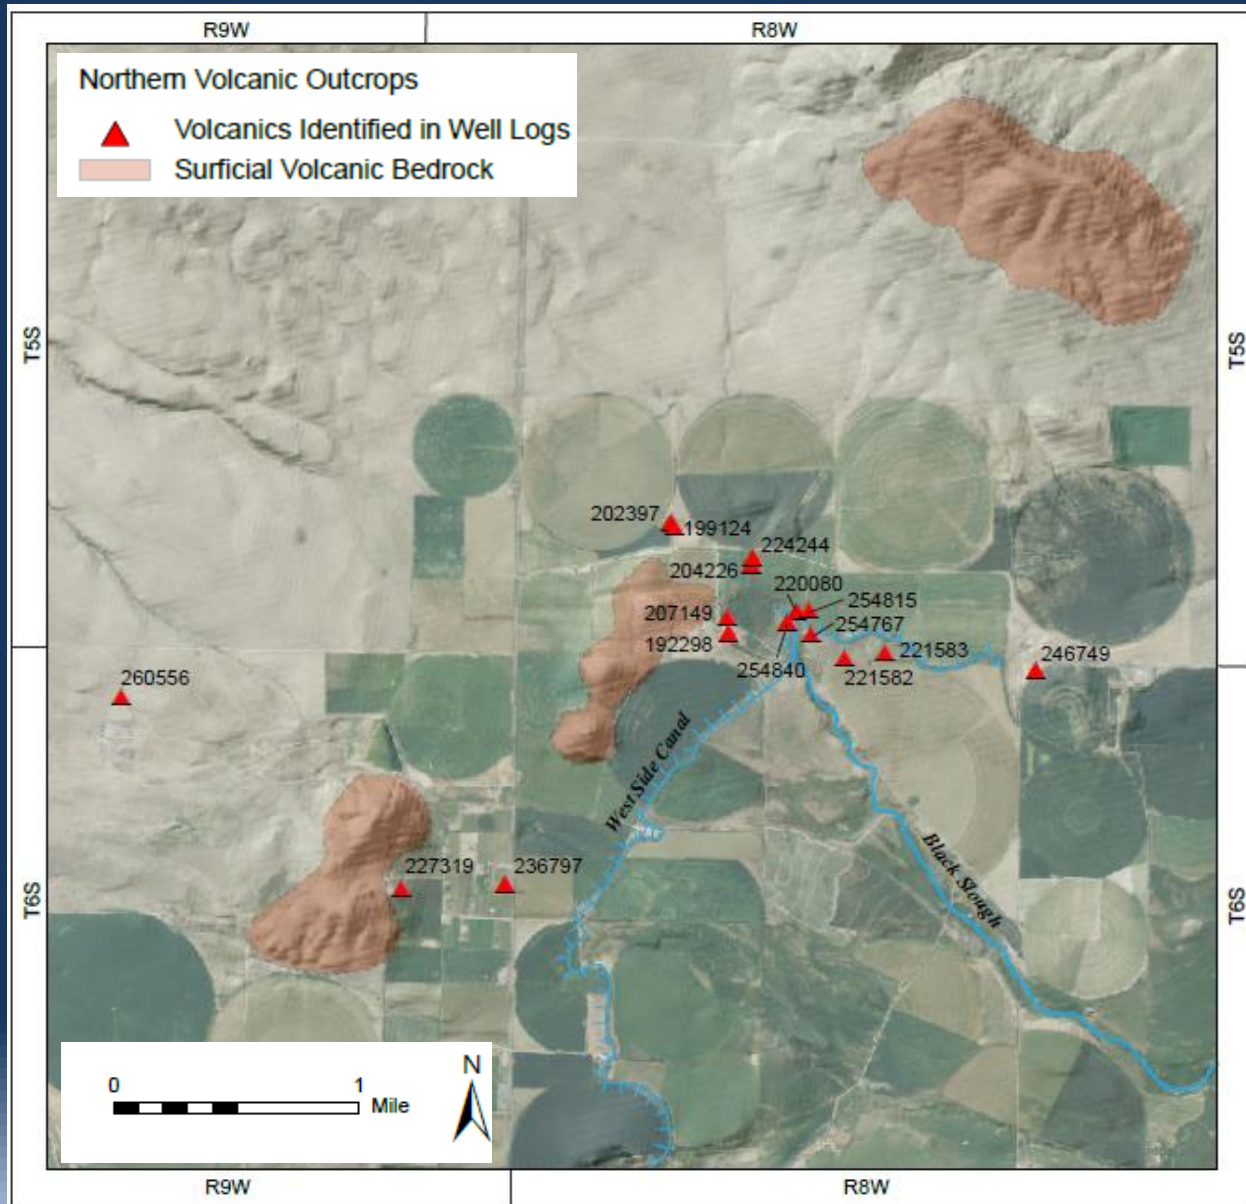 R9W
R8W
Northern Volcanic Outcrops
Volcanics Identified in Well Logs
Surficial Volcanic Bedrock
T5S
T5S
202397
199124
224244
204226
220080
207149
254815
254767
192298
254840
221583
221582
246749
260556
West Side Canal
Black Slough
227319
236797
T6S
T6S
0 1
Mile
N
R9W
R8W